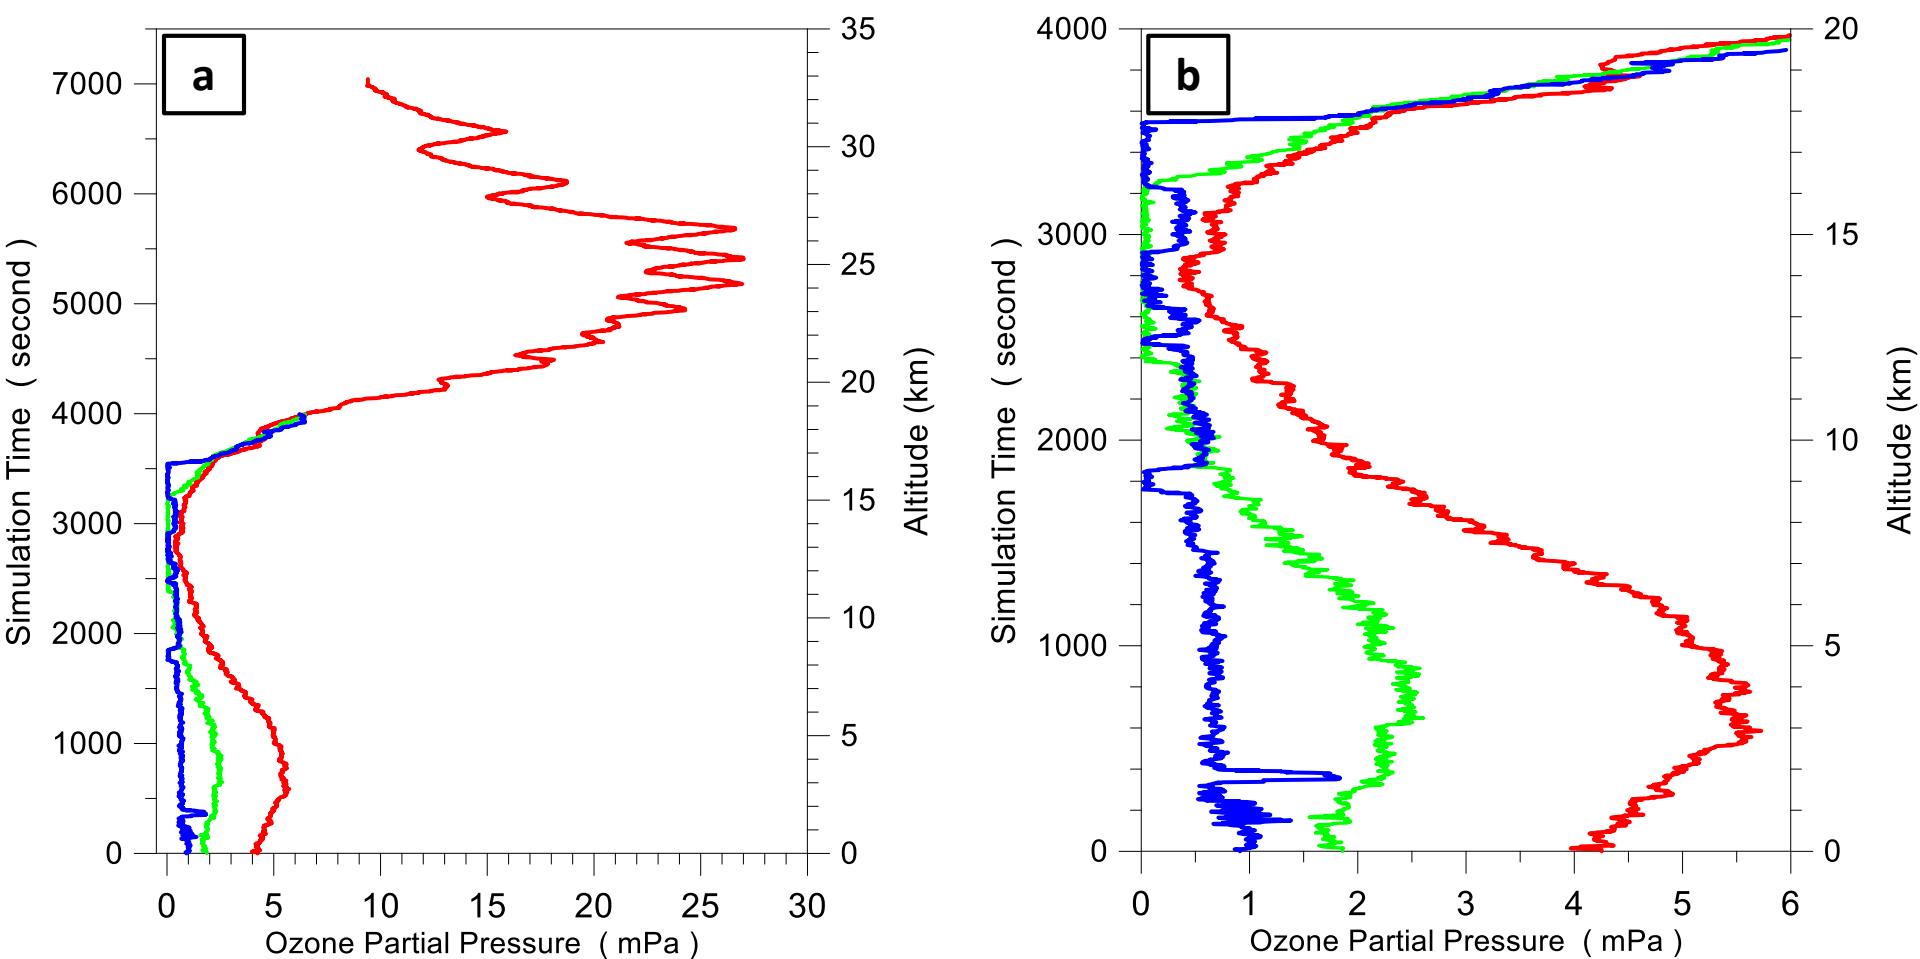 a
7000
6000
5000
4000
3000
2000
1000
0
Simulation Time ( second )
35
30
25
20
15
10
5
0
Altitude (km)
0 5 10 15 20 25 30
Ozone Partial Pressure ( mPa )
b
4000
3000
2000
1000
0
Simulation Time ( second )
20
15
10
5
0
Altitude (km)
0 1 2 3 4 5 6
Ozone Partial Pressure ( mPa )